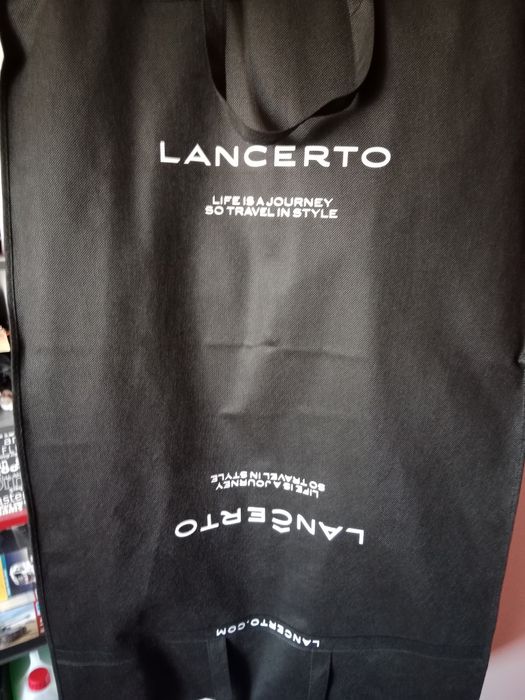 LANCERTO
LIFE IS A JOURNEY
SO TRAVEL IN STYLE
LIFE IS A JOURNEY
SO TRAVEL IN STYLE
LANCERTO
LANCERTO.COM